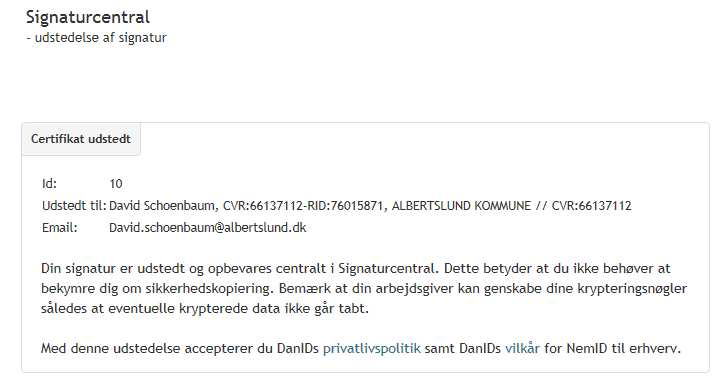 Signaturcentral
- udstedelse af signatur
Certifikat udstedt
Id: 10
Udstedt til: David Schoenbaum, CVR:66137112-RID:76015871, ALBERTSLUND KOMMUNE // CVR:66137112
Email: David.schoenbaum@albertslund.dk
Din signatur er udstedt og opbevares centralt i Signaturcentral. Dette betyder at du ikke behøver at
bekymre dig om sikkerhedskopiering. Bemærk at din arbejdsgiver kan genskabe dine krypteringsnøgler
således at eventuelle krypterede data ikke går tabt.
Med denne udstedelse accepterer du DanIDs privatlivspolitik samt DanIDs vilkår for NemID til erhverv.